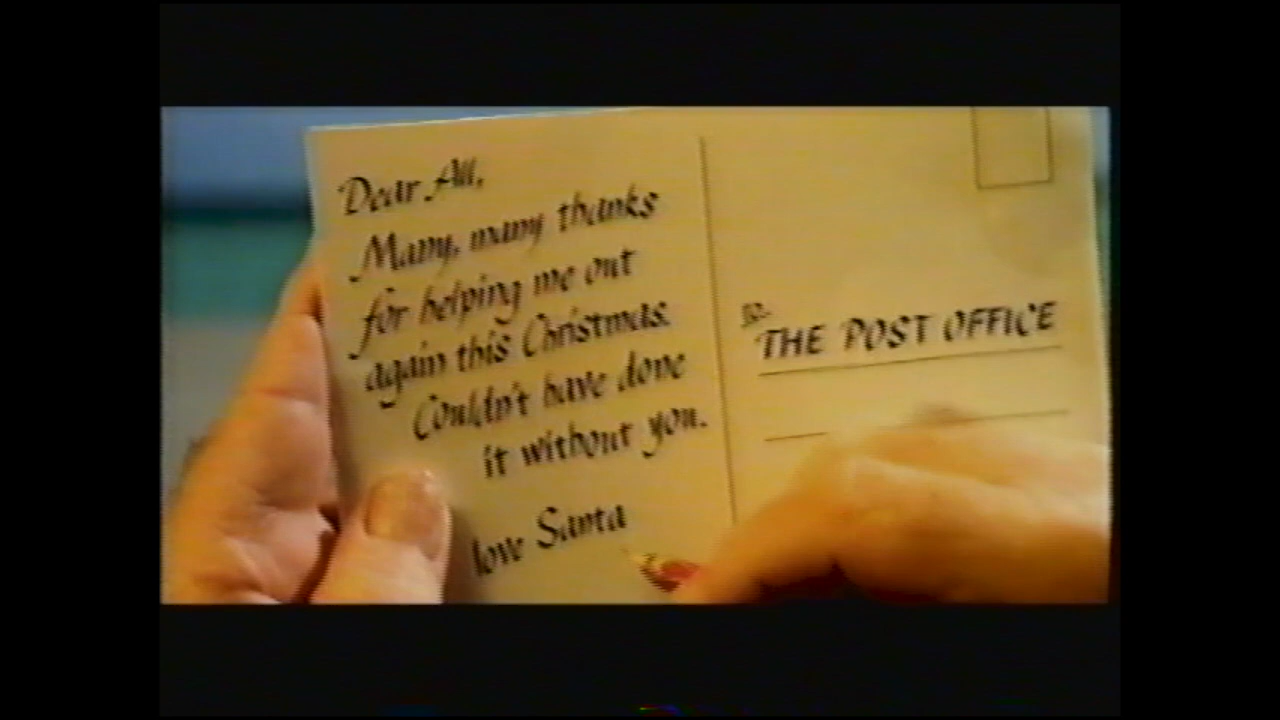 Dear All,
Many, many thanks
for helping me out
again this Christmas.
Couldn't have done
it without you.
love Santa
To:
THE POST OFFICE